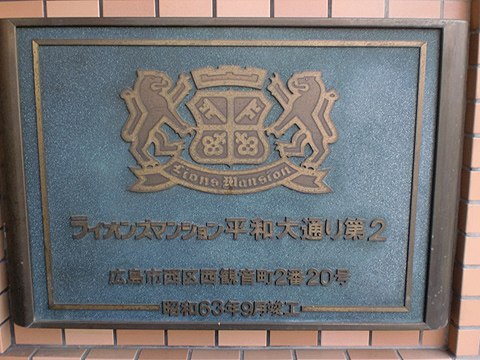 Lions Mansion
ライオンズマンション平和大通り第2
広島市西区西観音町2番20号
昭和63年9月竣工